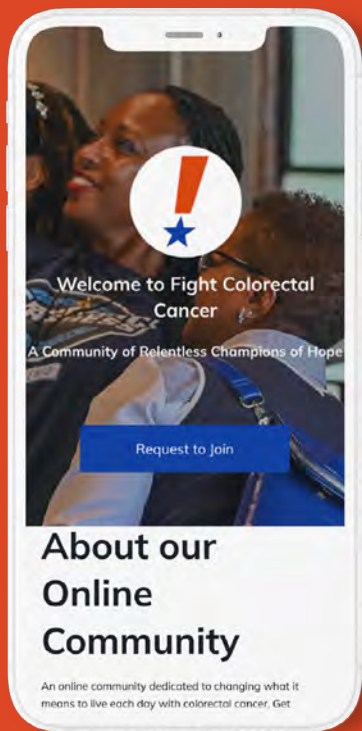 Welcome to Fight Colorectal
Cancer
A Community of Relentless Champions of Hope
Request to Join
About our
Online
Community
An online community dedicated to changing what it
means to live each day with colorectal cancer. Get